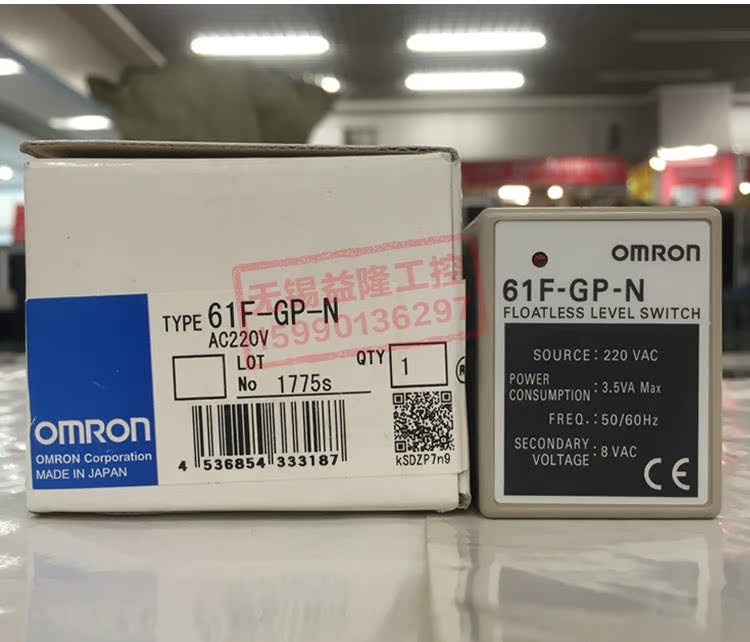 TYPE 61F-GP-N
AC220V
LOT
No 1775s
QTY 1
4 536854 333187
kSDZP7n9
OMRON
OMRON Corporation
MADE IN JAPAN
无锡益隆工控
15990136297
OMRON
61F-GP-N
FLOATLESS LEVEL SWITCH
SOURCE: 220 VAC
POWER
CONSUMPTION: 3.5VA Max
FREQ.: 50/60Hz
SECONDARY
VOLTAGE: 8 VAC
CE